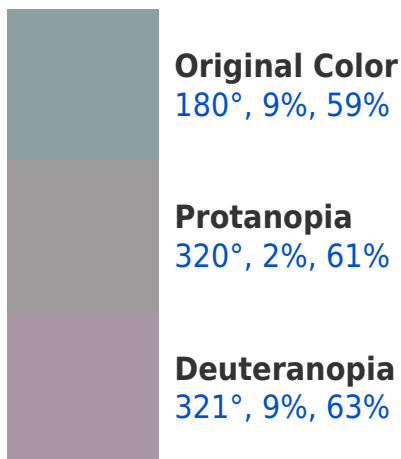 Original Color
180°, 9%, 59%
Protanopia
320°, 2%, 61%
Deuteranopia
321°, 9%, 63%